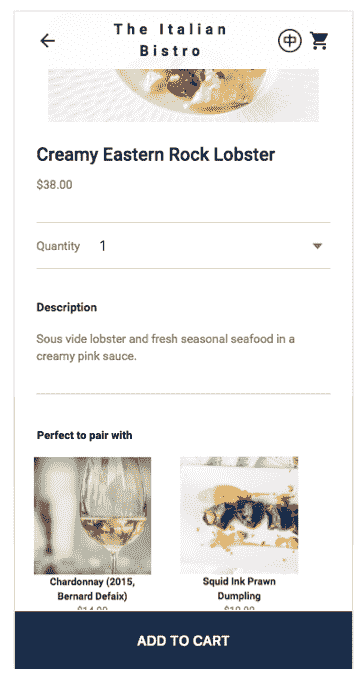 The Italian
Bistro
中
Creamy Eastern Rock Lobster
$38.00
Quantity 1
Description
Sous vide lobster and fresh seasonal seafood in a
creamy pink sauce.
Perfect to pair with
Chardonnay (2015,
Bernard Defaix)
Squid Ink Prawn
Dumpling
ADD TO CART